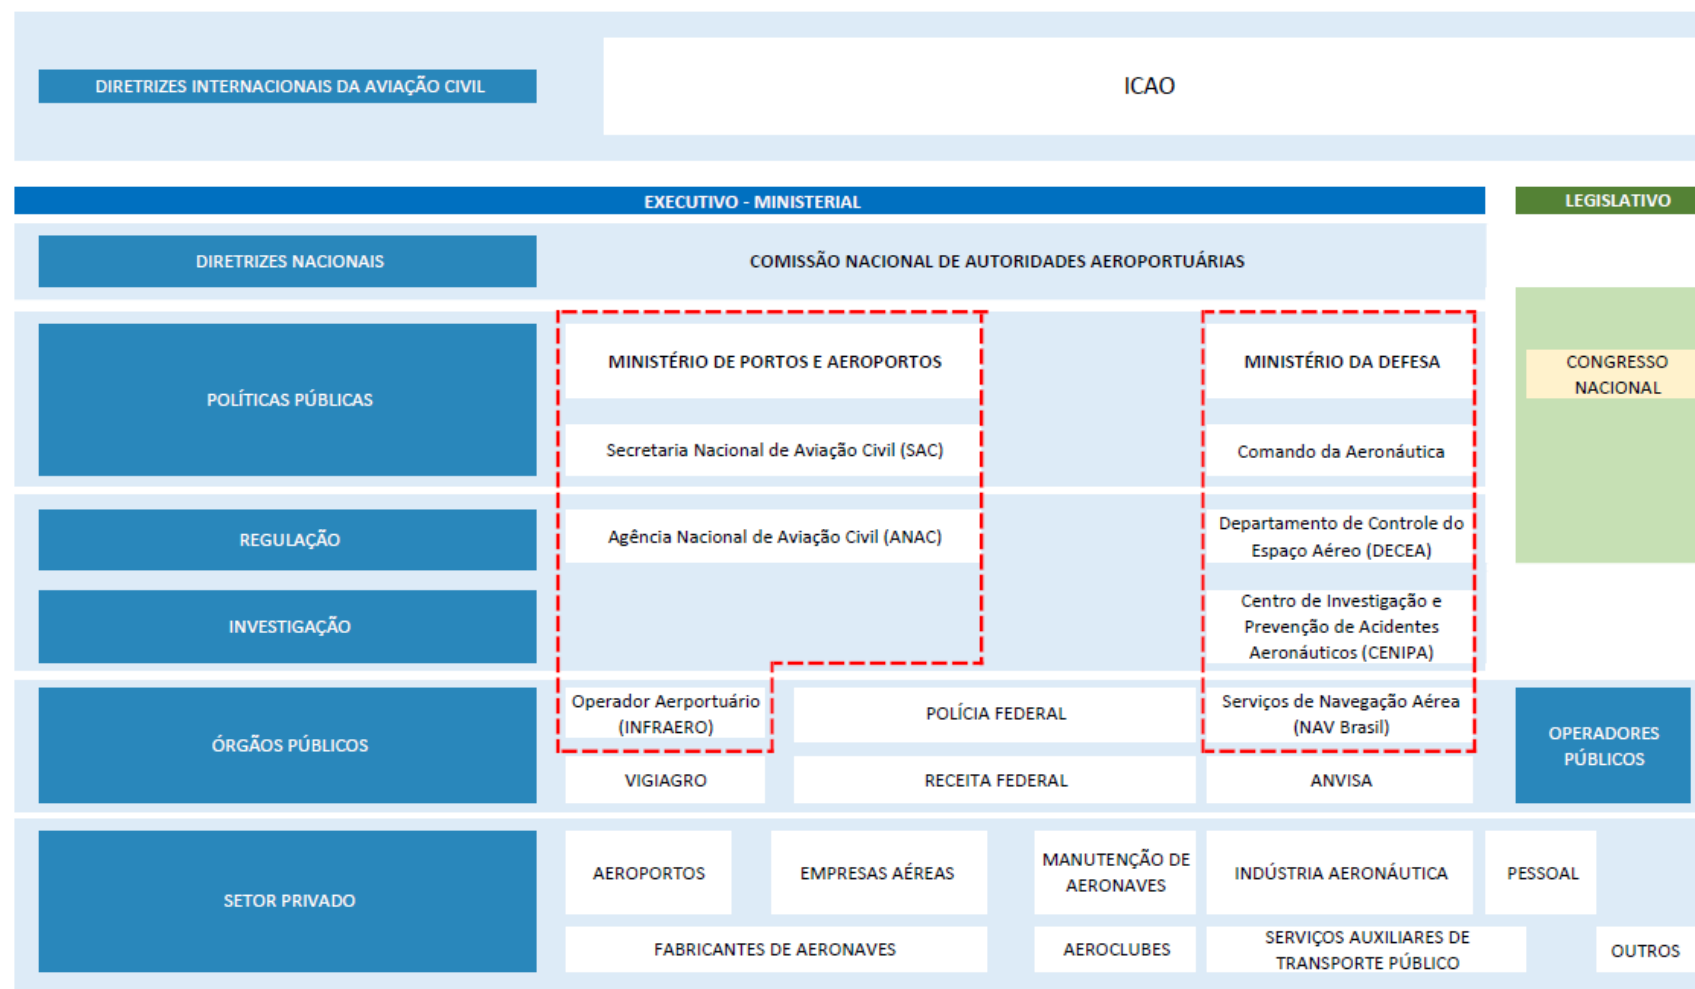 DIRETRIZES INTERNACIONAIS DA AVIAÇÃO CIVIL
ICAO
EXECUTIVO - MINISTERIAL
LEGISLATIVO
DIRETRIZES NACIONAIS
COMISSÃO NACIONAL DE AUTORIDADES AEROPORTUÁRIAS
POLÍTICAS PÚBLICAS
MINISTÉRIO DE PORTOS E AEROPORTOS
MINISTÉRIO DA DEFESA
CONGRESSO
NACIONAL
Secretaria Nacional de Aviação Civil (SAC)
Comando da Aeronáutica
REGULAÇÃO
Agência Nacional de Aviação Civil (ANAC)
Departamento de Controle do
Espaço Aéreo (DECEA)
INVESTIGAÇÃO
Centro de Investigação e
Prevenção de Acidentes
Aeronáuticos (CENIPA)
ÓRGÃOS PÚBLICOS
Operador Aerportuário
(INFRAERO)
POLÍCIA FEDERAL
Serviços de Navegação Aérea
(NAV Brasil)
OPERADORES
PÚBLICOS
VIGIAGRO
RECEITA FEDERAL
ANVISA
SETOR PRIVADO
AEROPORTOS
EMPRESAS AÉREAS
MANUTENÇÃO DE
AERONAVES
INDÚSTRIA AERONÁUTICA
PESSOAL
FABRICANTES DE AERONAVES
AEROCLUBES
SERVIÇOS AUXILIARES DE
TRANSPORTE PÚBLICO
OUTROS